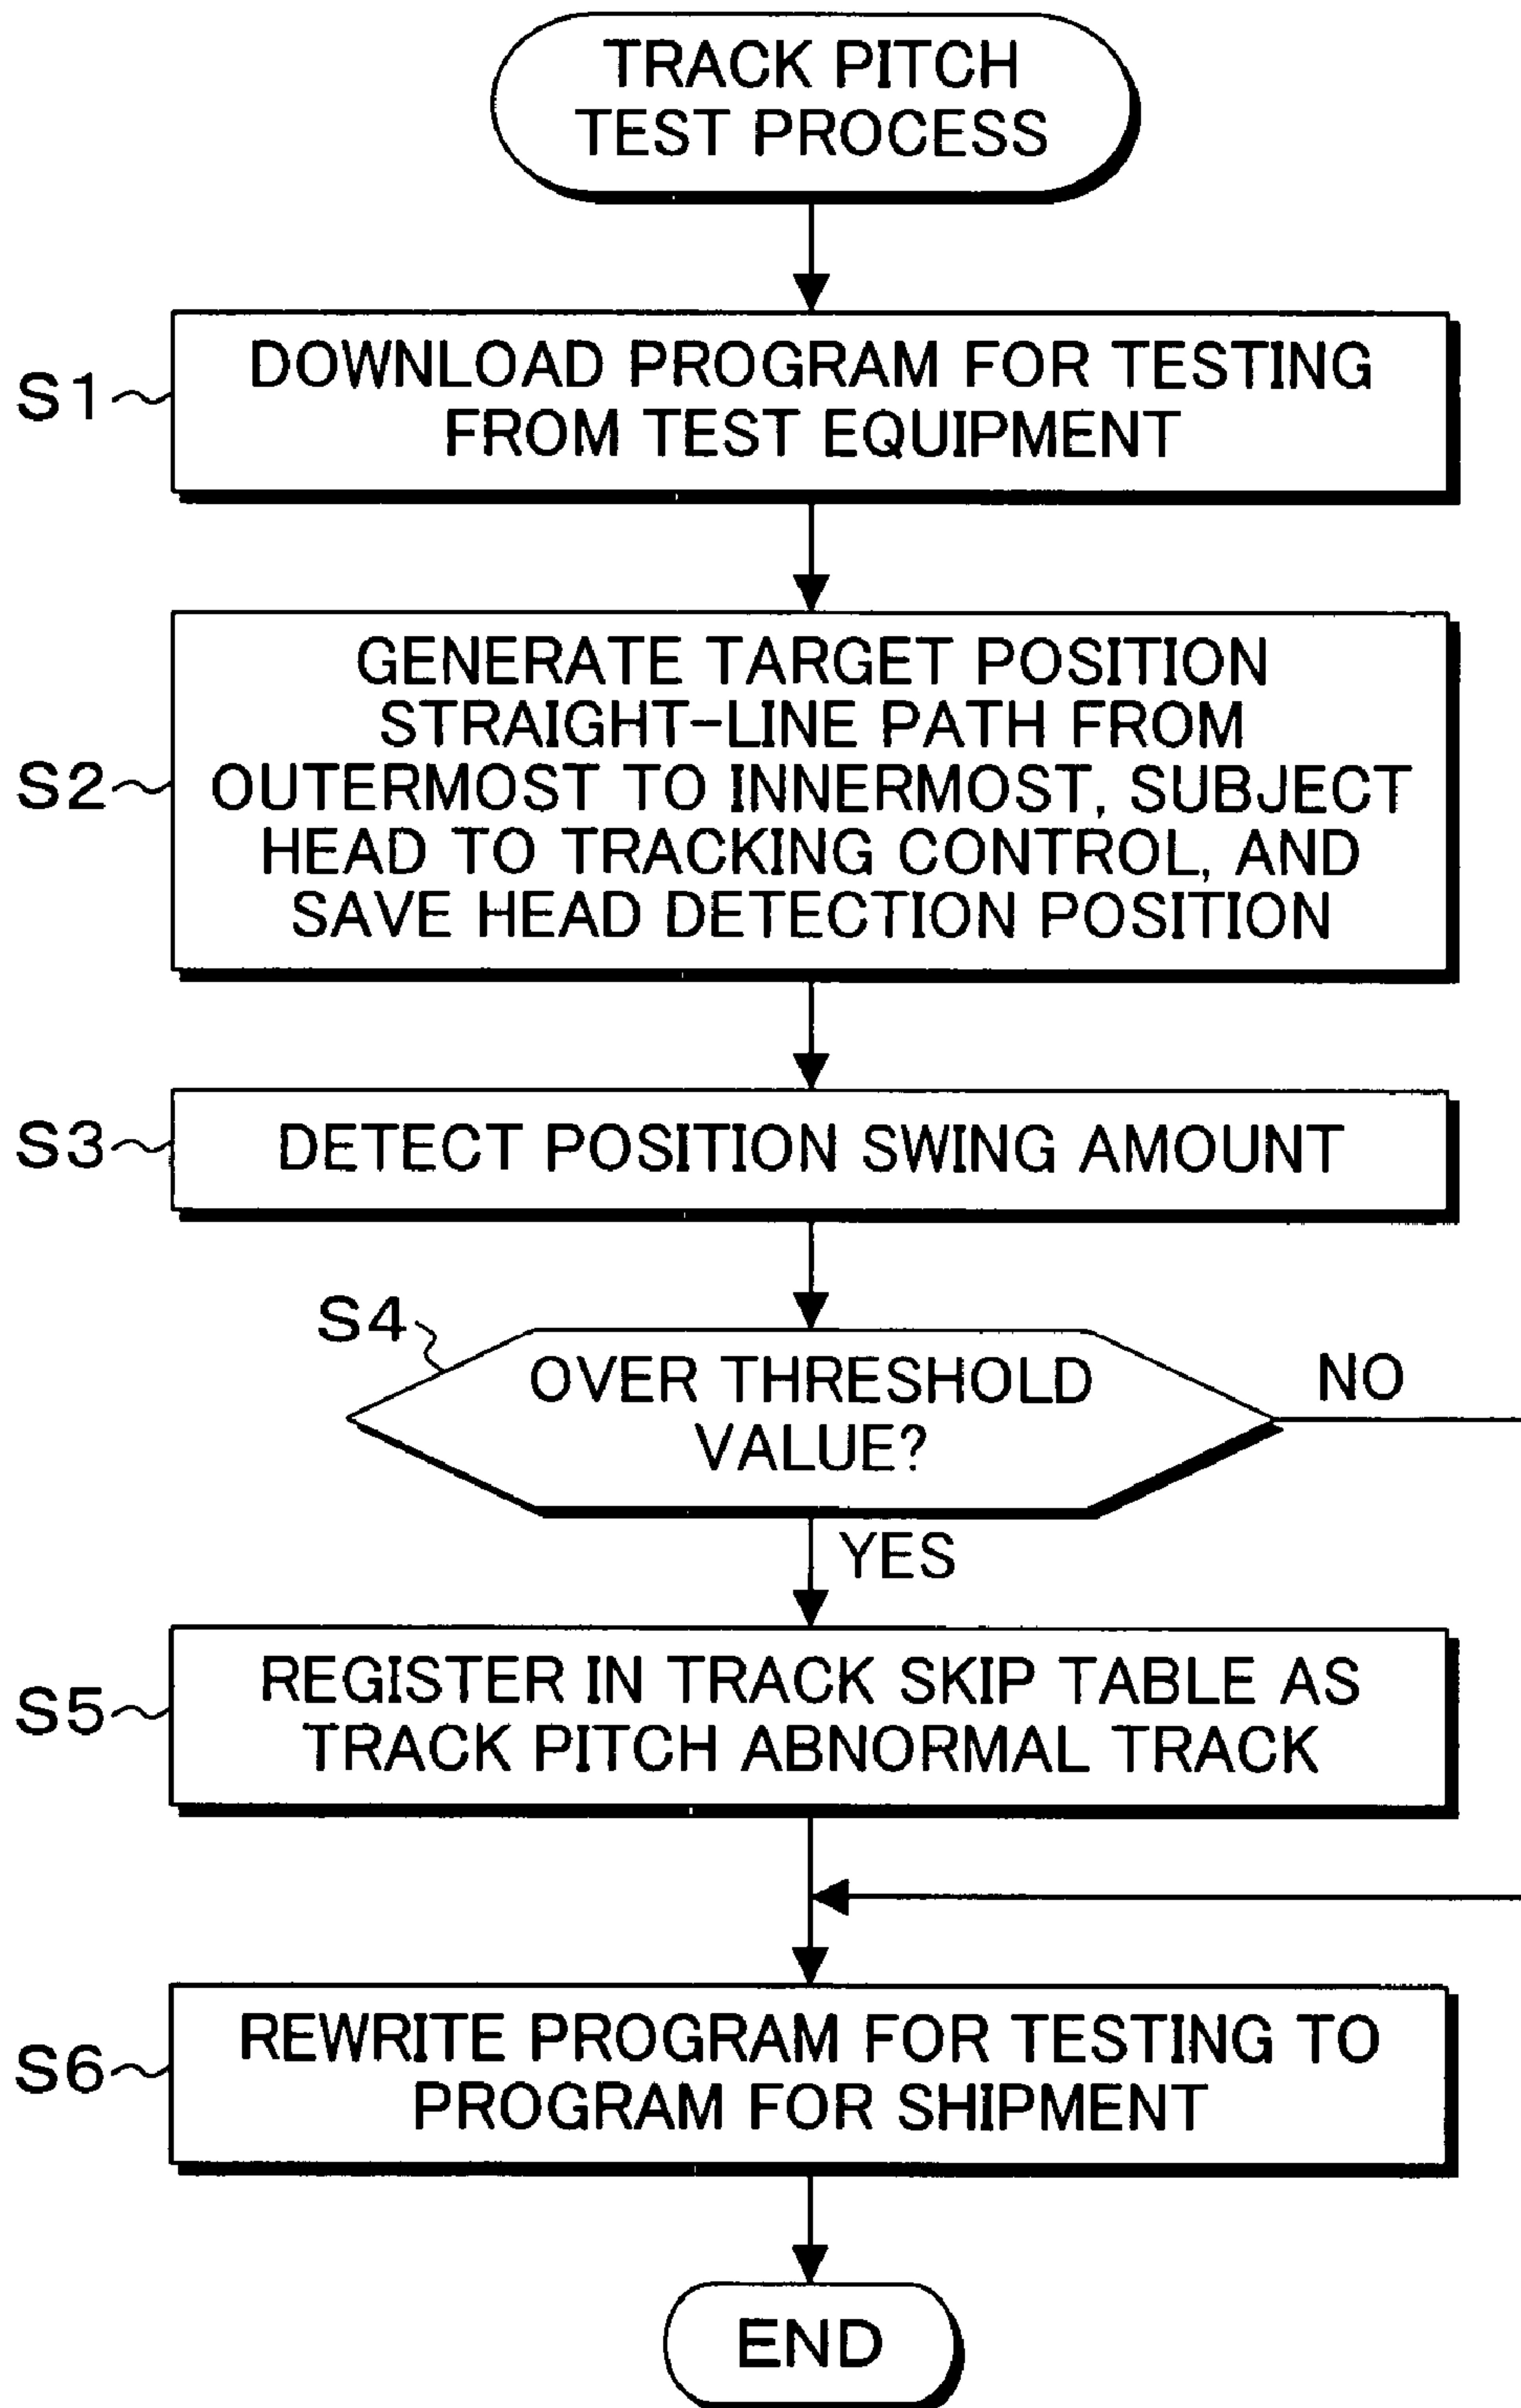 TRACK PITCH
TEST PROCESS
S1
DOWNLOAD PROGRAM FOR TESTING
FROM TEST EQUIPMENT
S2
GENERATE TARGET POSITION
STRAIGHT-LINE PATH FROM
OUTERMOST TO INNERMOST, SUBJECT
HEAD TO TRACKING CONTROL, AND
SAVE HEAD DETECTION POSITION
S3
DETECT POSITION SWING AMOUNT
S4
OVER THRESHOLD
VALUE?
NO
YES
S5
REGISTER IN TRACK SKIP TABLE AS
TRACK PITCH ABNORMAL TRACK
S6
REWRITE PROGRAM FOR TESTING TO
PROGRAM FOR SHIPMENT
END